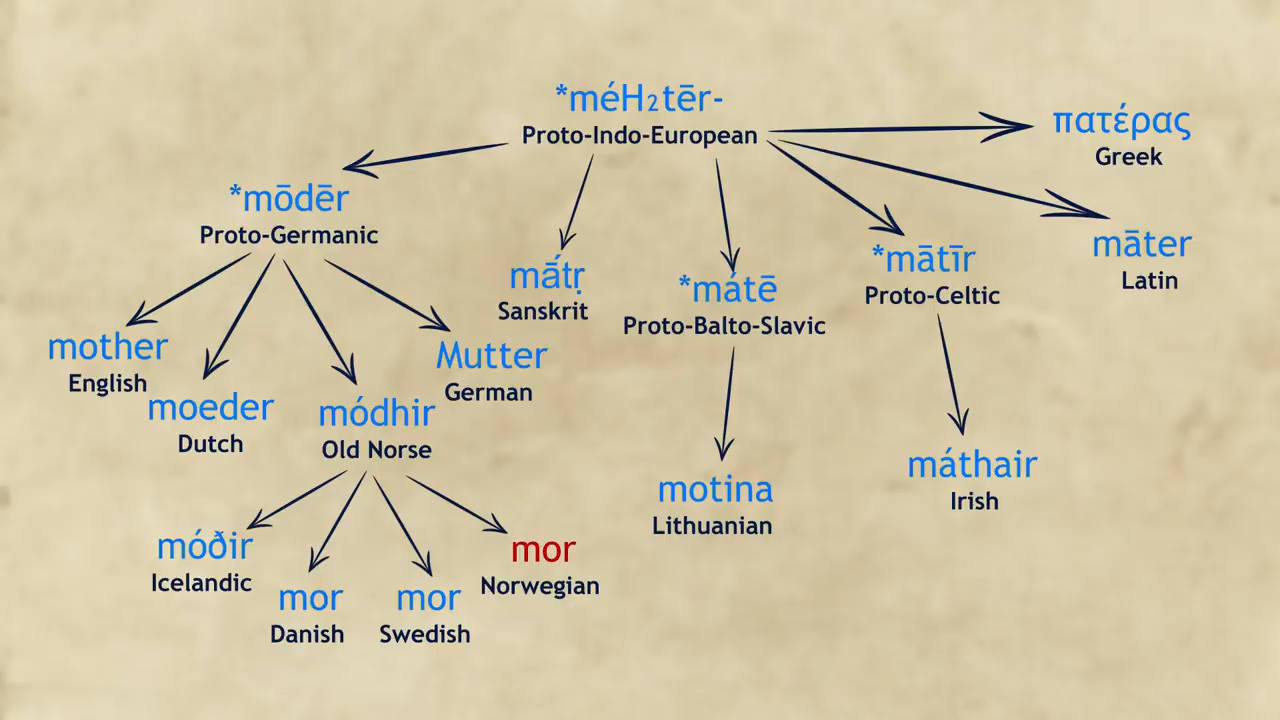 *méH₂tēr-
Proto-Indo-European
πατέρας
Greek
*mōdēr
Proto-Germanic
mā́tṛ
Sanskrit
*mátē
Proto-Balto-Slavic
*mātīr
Proto-Celtic
māter
Latin
mother
English
moeder
Dutch
módhir
Old Norse
Mutter
German
motina
Lithuanian
máthair
Irish
móðir
Icelandic
mor
Danish
mor
Swedish
mor
Norwegian